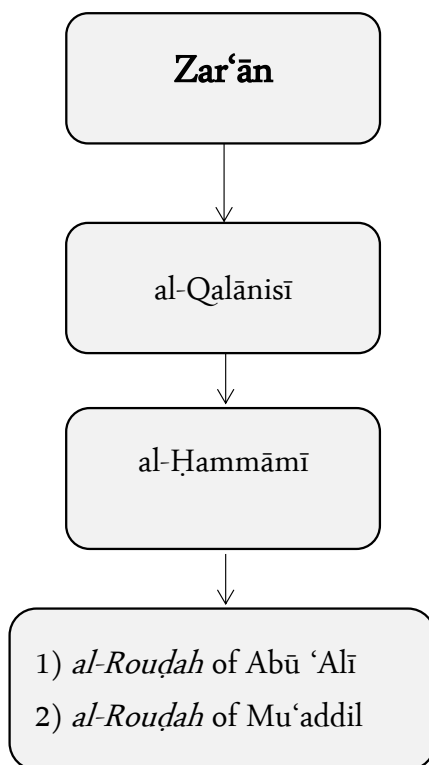 Zar‘ān
al-Qalānisī
al-Ḥammāmī
1) al-Rouḍah of Abū ‘Alī
2) al-Rouḍah of Mu‘addil